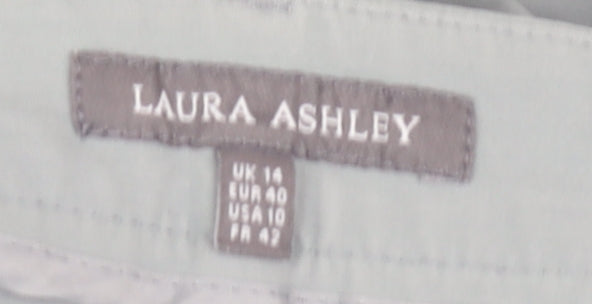 LAURA ASHLEY
UK 14
EUR 40
USA 10
FR 42